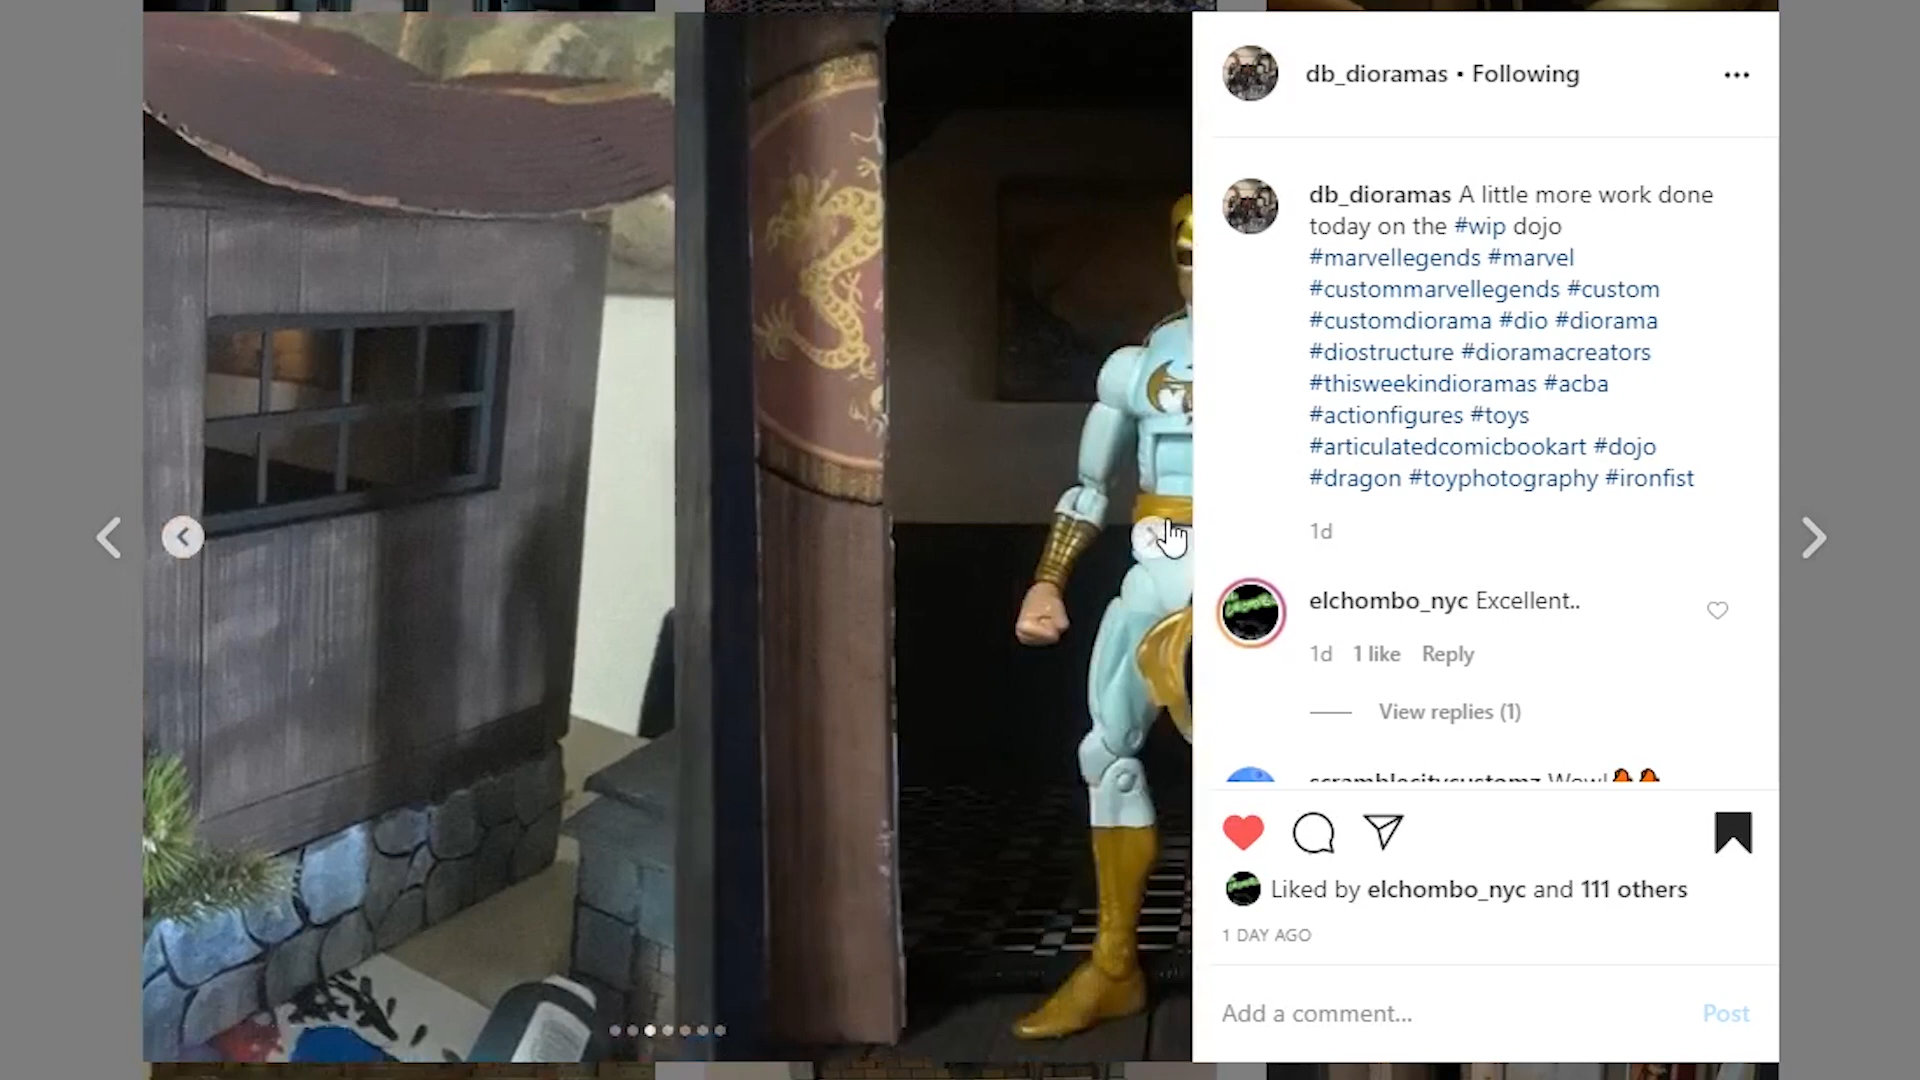 db_dioramas • Following
db_dioramas A little more work done
today on the #wip dojo
#marvellegends #marvel
#custommarvellegends #custom
#customdiorama #dio #diorama
#diostructure #dioramacreators
#thisweekindioramas #acba
#actionfigures #toys
#articulatedcomicbookart #dojo
#dragon #toyphotography #ironfist
1d
elchombo_nyc Excellent..
1d 1 like Reply
View replies (1)
scramblecitycustomz Wow!
Liked by elchombo_nyc and 111 others
1 DAY AGO
Add a comment... Post